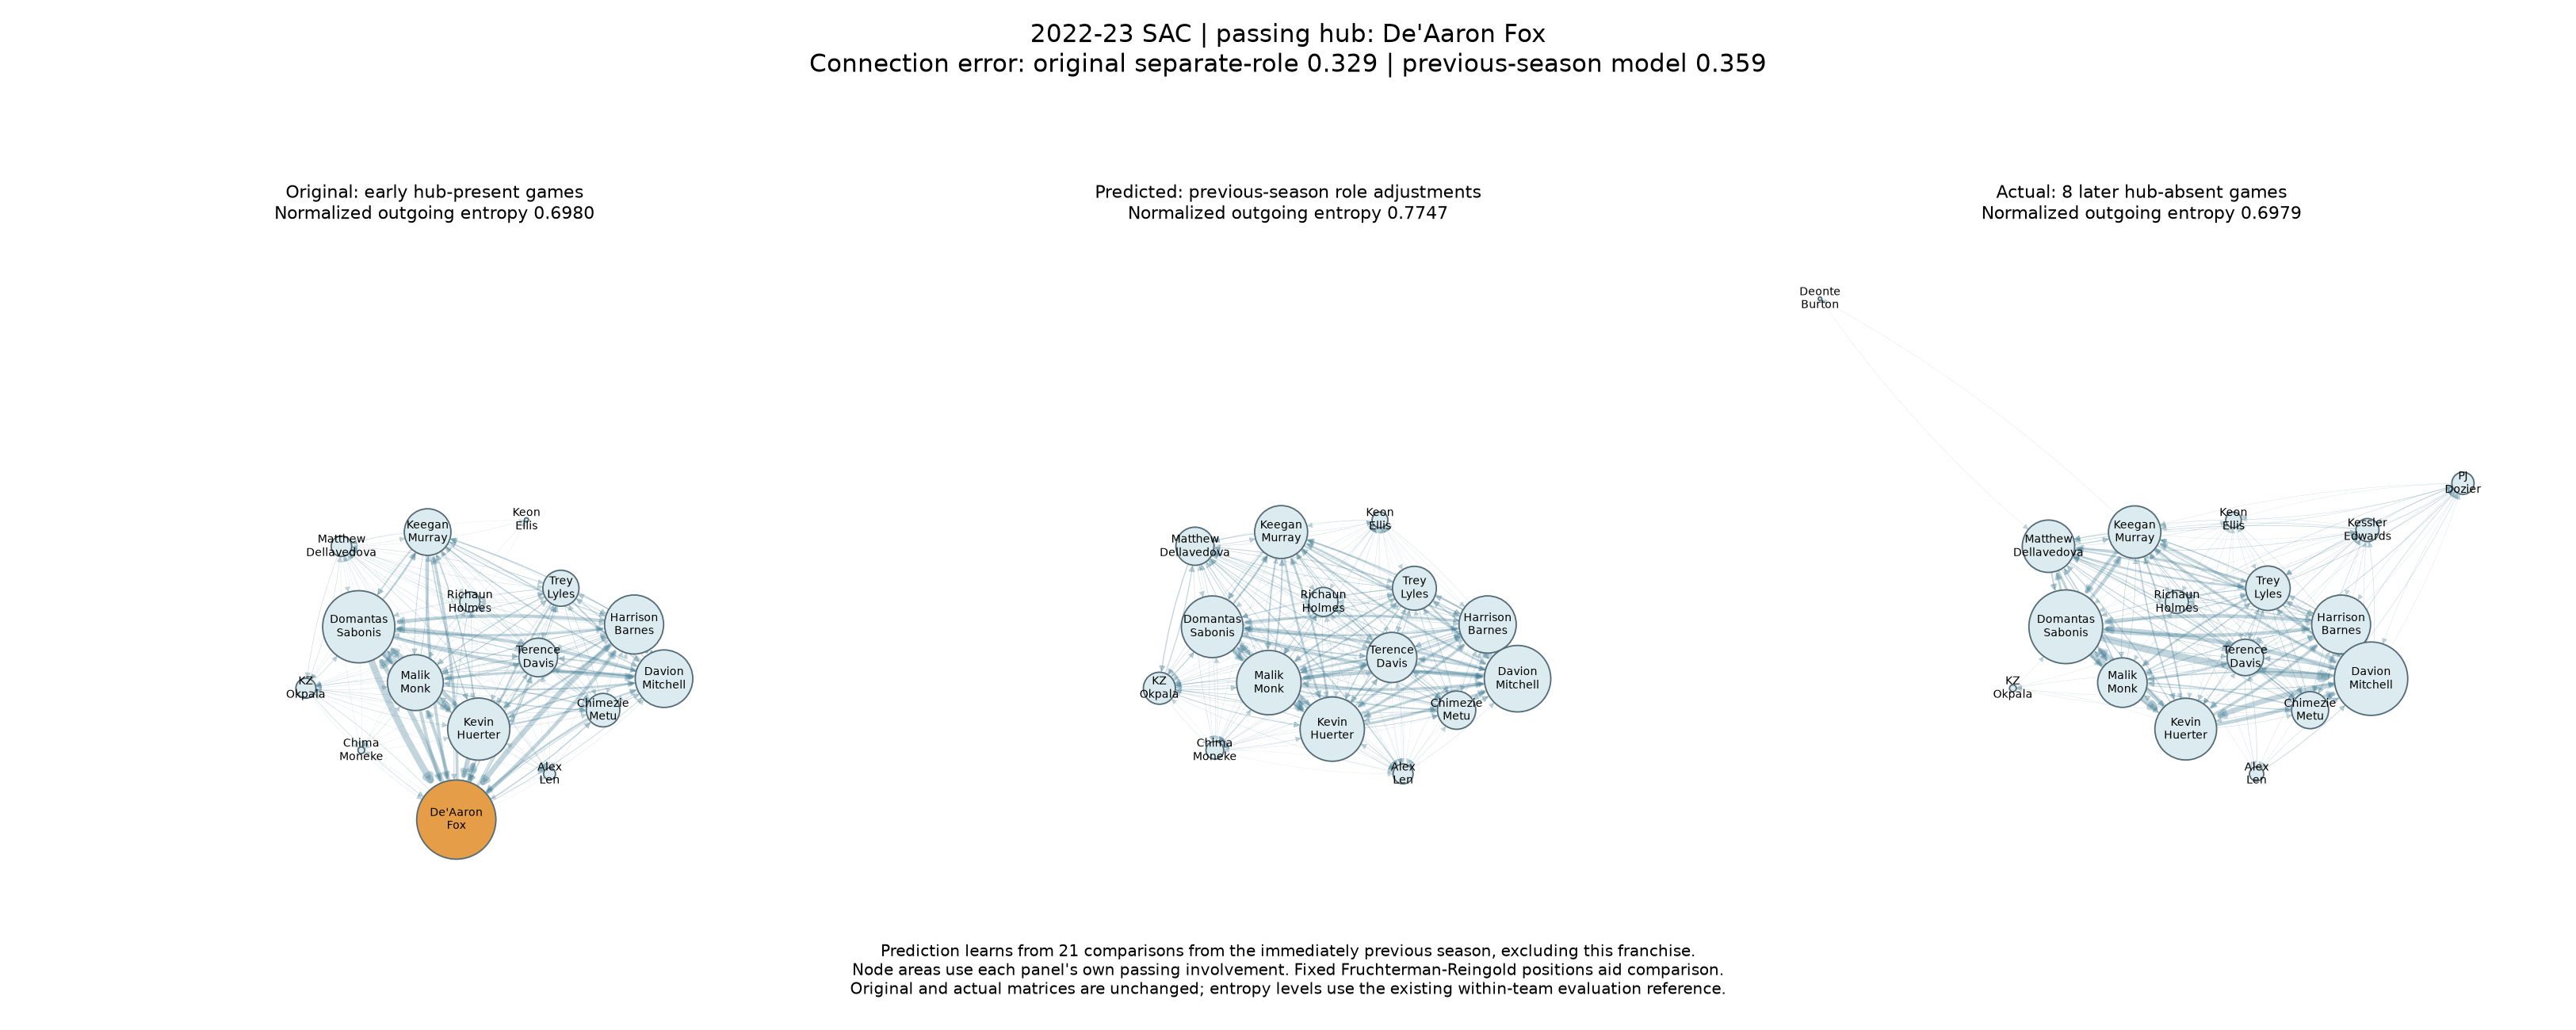 2022-23 SAC | passing hub: De'Aaron Fox
Connection error: original separate-role 0.329 | previous-season model 0.359
Original: early hub-present games
Normalized outgoing entropy 0.6980
Keon
Ellis
Keegan
Murray
Matthew
Dellavedova
Trey
Lyles
Richaun
Holmes
Domantas
Sabonis
Harrison
Barnes
Terence
Davis
Davion
Mitchell
Malik
Monk
KZ
Okpala
Chimezie
Metu
Kevin
Huerter
Chima
Moneke
Alex
Len
De'Aaron
Fox
Predicted: previous-season role adjustments
Normalized outgoing entropy 0.7747
Keon
Ellis
Keegan
Murray
Matthew
Dellavedova
Trey
Lyles
Richaun
Holmes
Domantas
Sabonis
Harrison
Barnes
Terence
Davis
Davion
Mitchell
Malik
Monk
KZ
Okpala
Chimezie
Metu
Kevin
Huerter
Chima
Moneke
Alex
Len
Actual: 8 later hub-absent games
Normalized outgoing entropy 0.6979
Deonte
Burton
PJ
Dozier
Keon
Ellis
Kessler
Edwards
Keegan
Murray
Matthew
Dellavedova
Trey
Lyles
Richaun
Holmes
Domantas
Sabonis
Harrison
Barnes
Terence
Davis
Davion
Mitchell
Malik
Monk
KZ
Okpala
Chimezie
Metu
Kevin
Huerter
Alex
Len
Prediction learns from 21 comparisons from the immediately previous season, excluding this franchise.
Node areas use each panel's own passing involvement. Fixed Fruchterman-Reingold positions aid comparison.
Original and actual matrices are unchanged; entropy levels use the existing within-team evaluation reference.